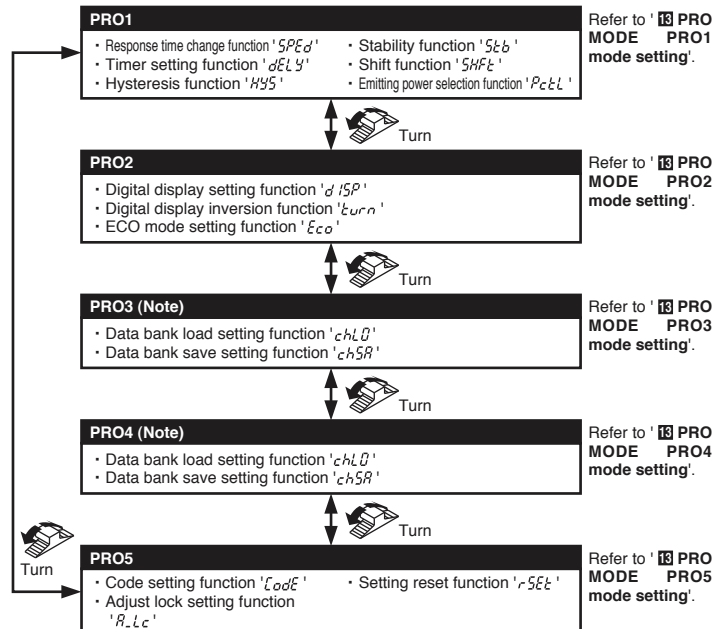 PRO1
・Response time change function 'SPEd'
・Timer setting function 'dELY'
・Hysteresis function 'HYS'
・Stability function 'Stb'
・Shift function 'SHFt'
・Emitting power selection function 'PctL'
Refer to ' 13 PRO
MODE PRO1
mode setting'.
Turn
PRO2
・Digital display setting function 'dISP'
・Digital display inversion function 'turn'
・ECO mode setting function 'Eco'
Refer to ' 13 PRO
MODE PRO2
mode setting'.
Turn
PRO3 (Note)
・Data bank load setting function 'chLO'
・Data bank save setting function 'chSA'
Refer to ' 13 PRO
MODE PRO3
mode setting'.
Turn
PRO4 (Note)
・Data bank load setting function 'chLO'
・Data bank save setting function 'chSA'
Refer to ' 13 PRO
MODE PRO4
mode setting'.
Turn
Turn
PRO5
・Code setting function 'CodE'
・Adjust lock setting function
'A_Lc'
・Setting reset function 'rSEt'
Refer to ' 13 PRO
MODE PRO5
mode setting'.